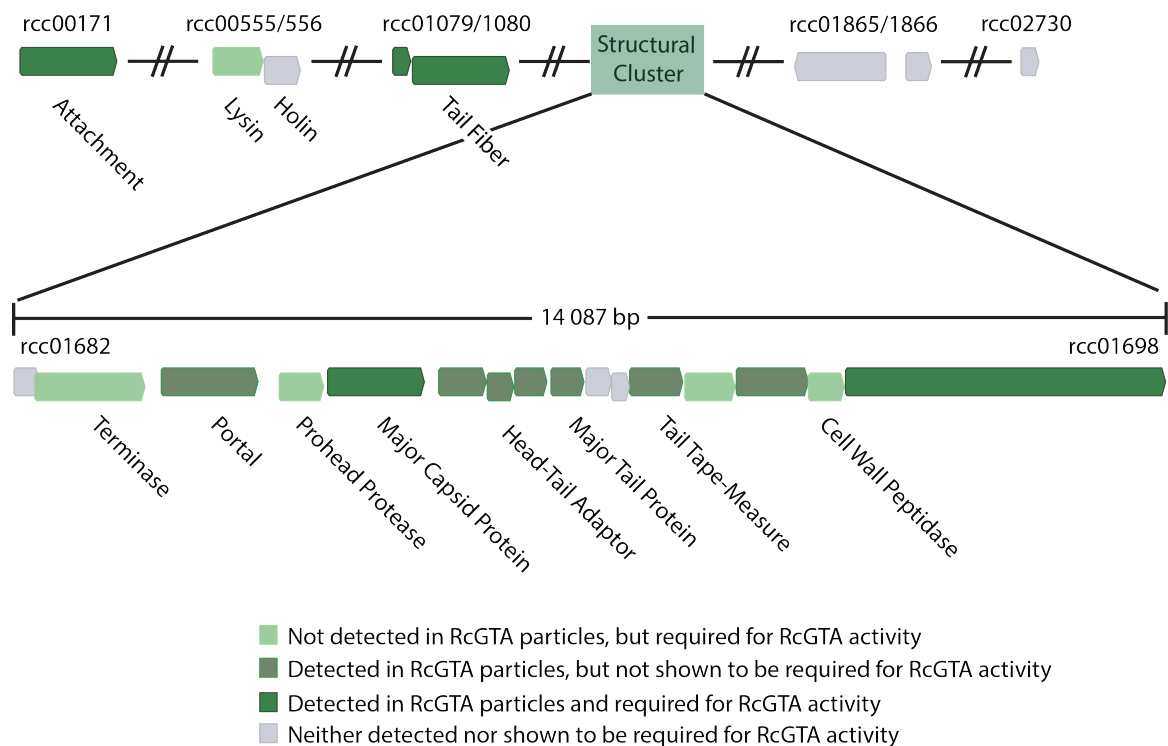 rcc00171
rcc00555/556
rcc01079/1080
Structural
Cluster
rcc01865/1866
rcc02730
Attachment
Lysin
Holin
Tail Fiber
14 087 bp
rcc01682
rcc01698
Terminase
Portal
Prohead Protease
Major Capsid Protein
Head-Tail Adaptor
Major Tail Protein
Tail Tape-Measure
Cell Wall Peptidase
Not detected in RcGTA particles, but required for RcGTA activity
Detected in RcGTA particles, but not shown to be required for RcGTA activity
Detected in RcGTA particles and required for RcGTA activity
Neither detected nor shown to be required for RcGTA activity